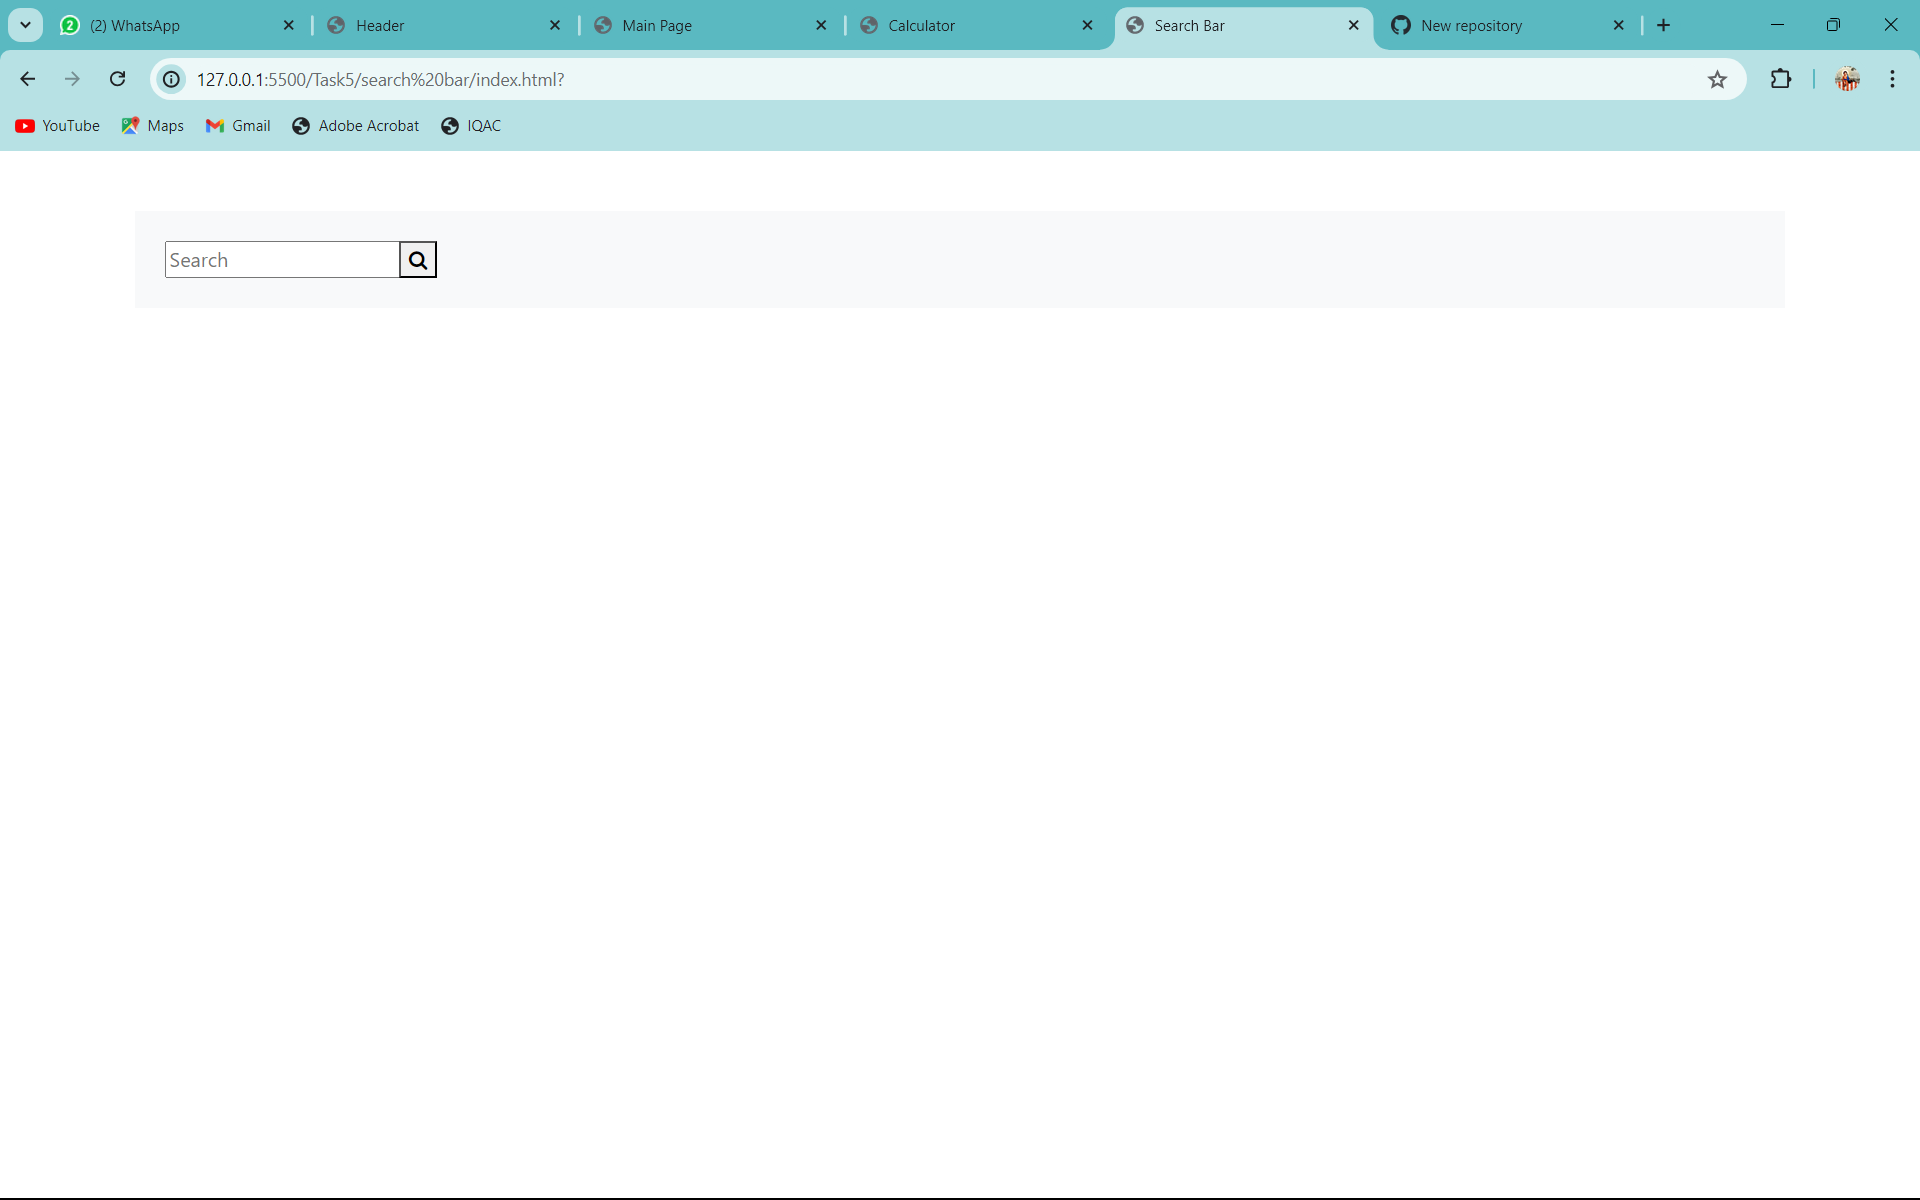 2 (2) WhatsApp Header Main Page Calculator Search Bar New repository
127.0.0.1:5500/Task5/search%20bar/index.html?
YouTube Maps Gmail Adobe Acrobat IQAC
Search